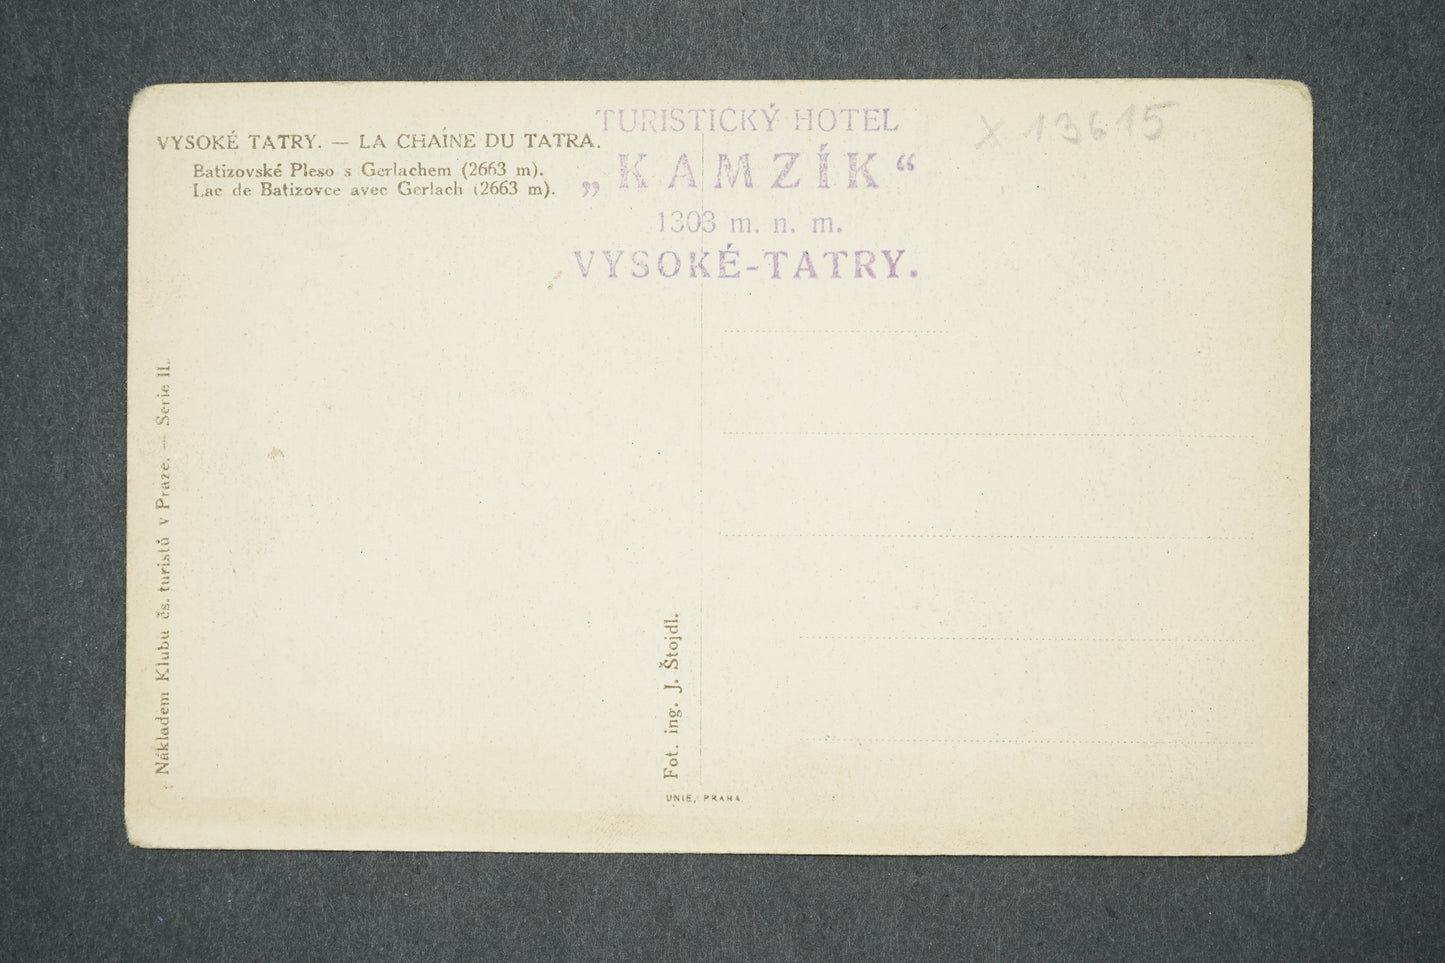 VYSOKÉ TATRY. — LA CHAÍNE DU TATRA.
Batizovské Pleso s Gerlachem (2663 m).
Lac de Batizovce avec Gerlach (2663 m).
TURISTICKÝ HOTEL
„KAMZÍK“
1303 m. n. m.
VYSOKÉ-TATRY.
X 13615
Nákladem Klubu čs. turistů v Praze. — Serie II.
Fot. ing. J. Štojdl.
UNIE, PRAHA